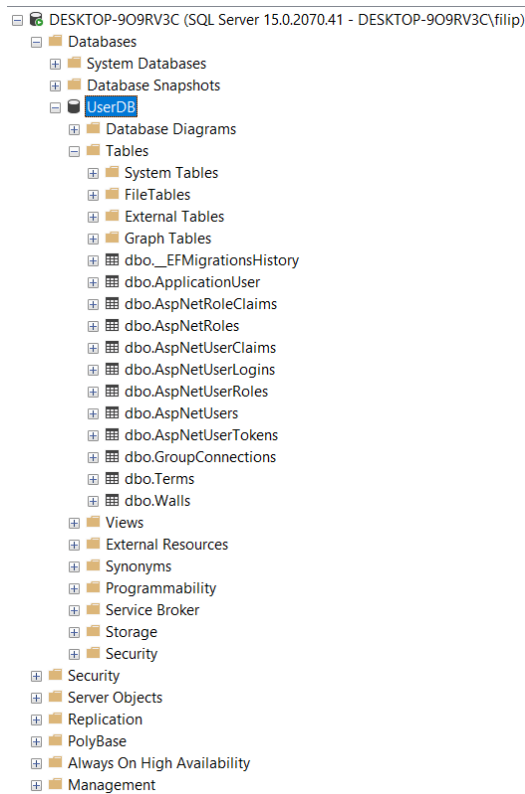 DESKTOP-9O9RV3C (SQL Server 15.0.2070.41 - DESKTOP-9O9RV3C\filip)
Databases
System Databases
Database Snapshots
UserDB
Database Diagrams
Tables
System Tables
FileTables
External Tables
Graph Tables
dbo.__EFMigrationsHistory
dbo.ApplicationUser
dbo.AspNetRoleClaims
dbo.AspNetRoles
dbo.AspNetUserClaims
dbo.AspNetUserLogins
dbo.AspNetUserRoles
dbo.AspNetUsers
dbo.AspNetUserTokens
dbo.GroupConnections
dbo.Terms
dbo.Walls
Views
External Resources
Synonyms
Programmability
Service Broker
Storage
Security
Security
Server Objects
Replication
PolyBase
Always On High Availability
Management